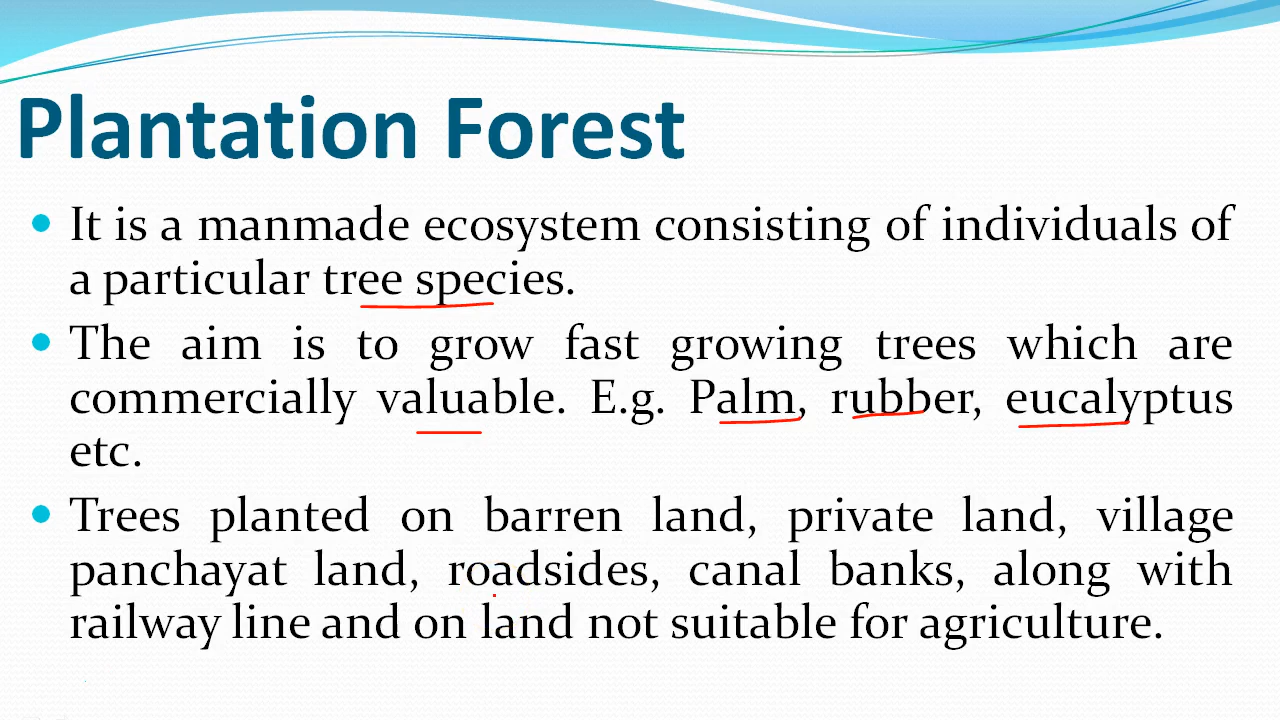 Plantation Forest
It is a manmade ecosystem consisting of individuals of
a particular tree species.
The aim is to grow fast growing trees which are
commercially valuable. E.g. Palm, rubber, eucalyptus
etc.
Trees planted on barren land, private land, village
panchayat land, roadsides, canal banks, along with
railway line and on land not suitable for agriculture.